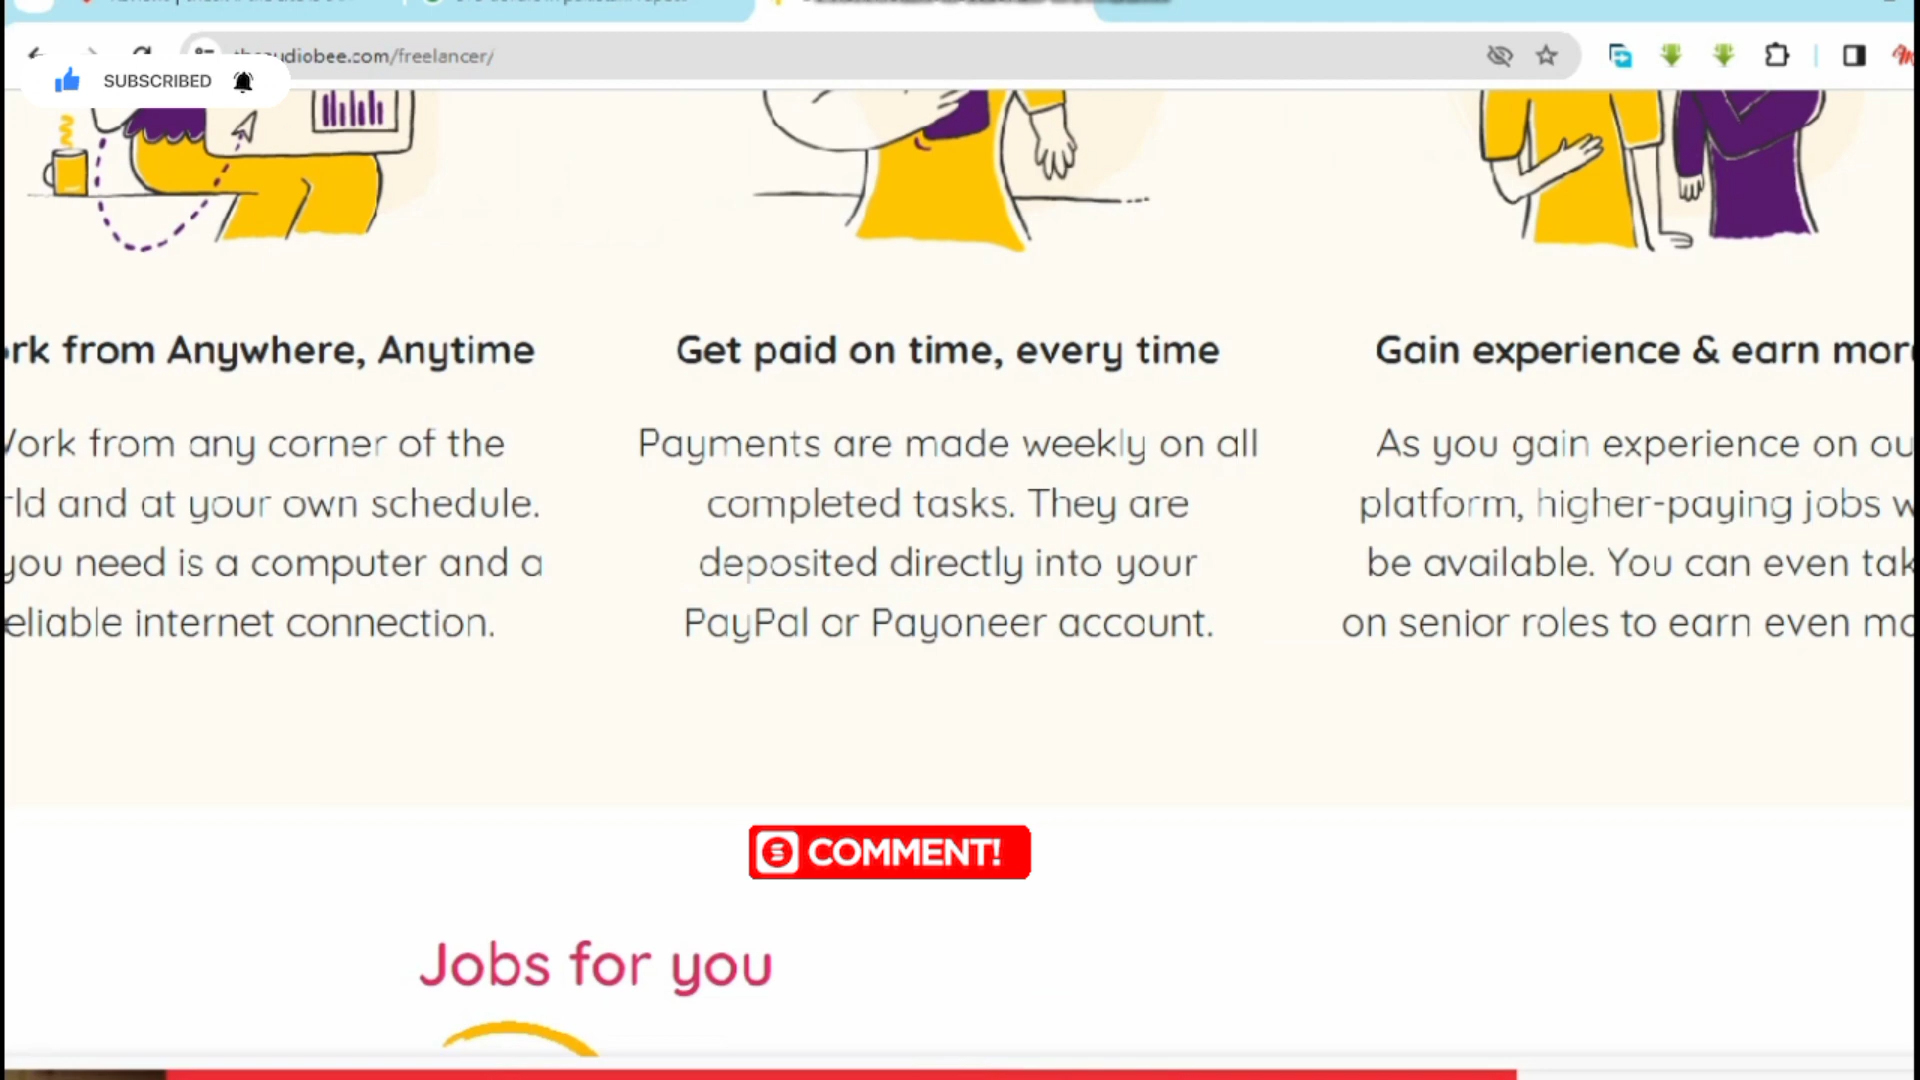 diobee.com/freelancer/
SUBSCRIBED
rk from Anywhere, Anytime
ork from any corner of the
rld and at your own schedule.
you need is a computer and a
eliable internet connection.
Get paid on time, every time
Payments are made weekly on all
completed tasks. They are
deposited directly into your
PayPal or Payoneer account.
Gain experience & earn mor
As you gain experience on ou
platform, higher-paying jobs w
be available. You can even tak
on senior roles to earn even mo
COMMENT!
Jobs for you